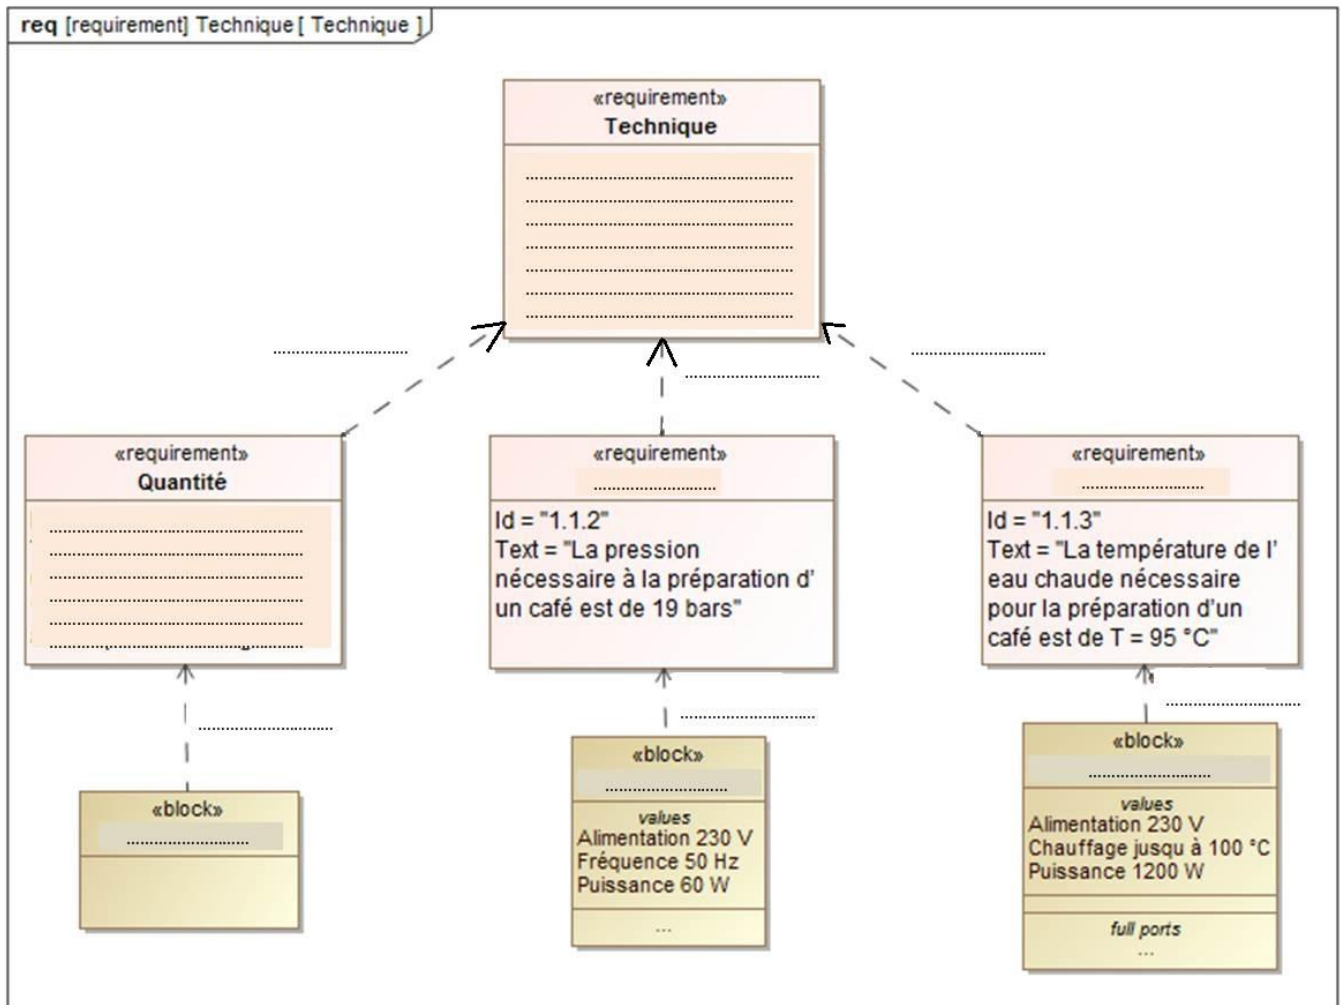 req [requirement] Technique [ Technique ]
«requirement»
Technique
«requirement»
Quantité
«requirement»
Id = "1.1.2"
Text = "La pression
nécessaire à la préparation d'
un café est de 19 bars"
«requirement»
Id = "1.1.3"
Text = "La température de l'
eau chaude nécessaire
pour la préparation d'un
café est de T = 95 °C"
«block»
«block»
values
Alimentation 230 V
Fréquence 50 Hz
Puissance 60 W
...
«block»
values
Alimentation 230 V
Chauffage jusqu à 100 °C
Puissance 1200 W
full ports
...